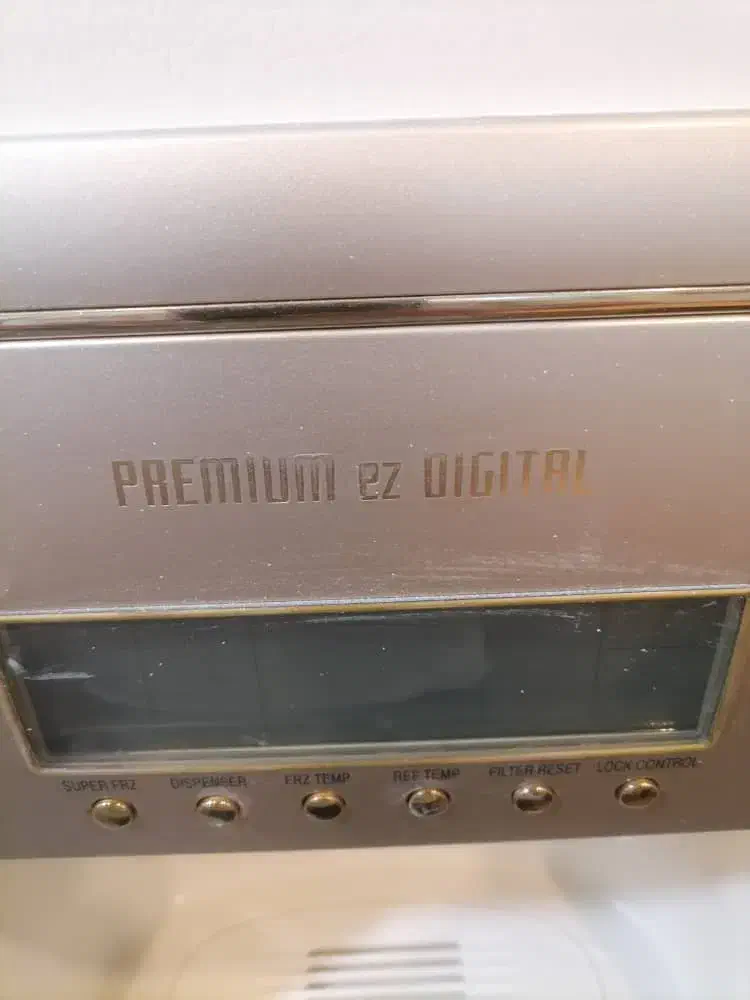 PREMIUM ez DIGITAL
SUPER FRZ DISPENSER FRZ TEMP REF TEMP FILTER RESET LOCK CONTROL